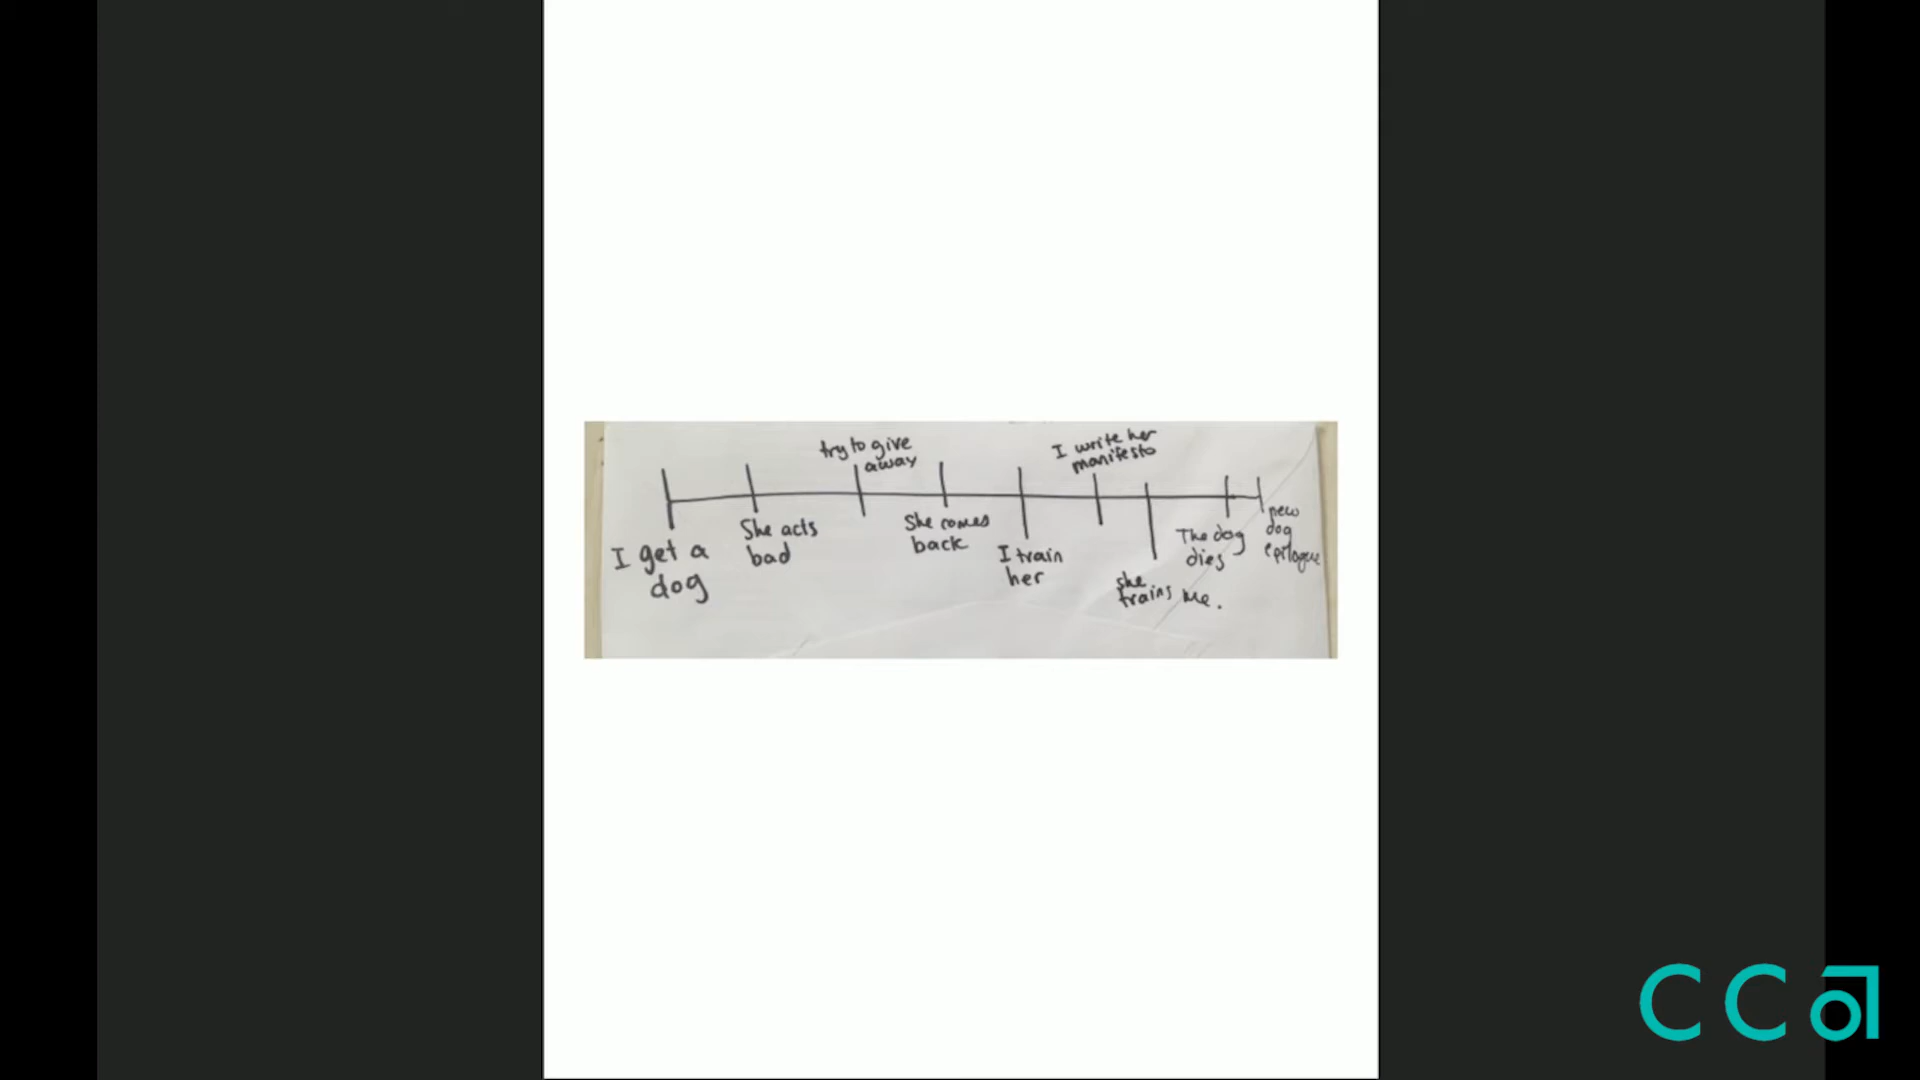 I get a
dog
She acts
bad
try to give
away
She comes
back
I train
her
I write her
manifesto
she
trains me.
The dog
dies
new
dog
epilogue
CCA